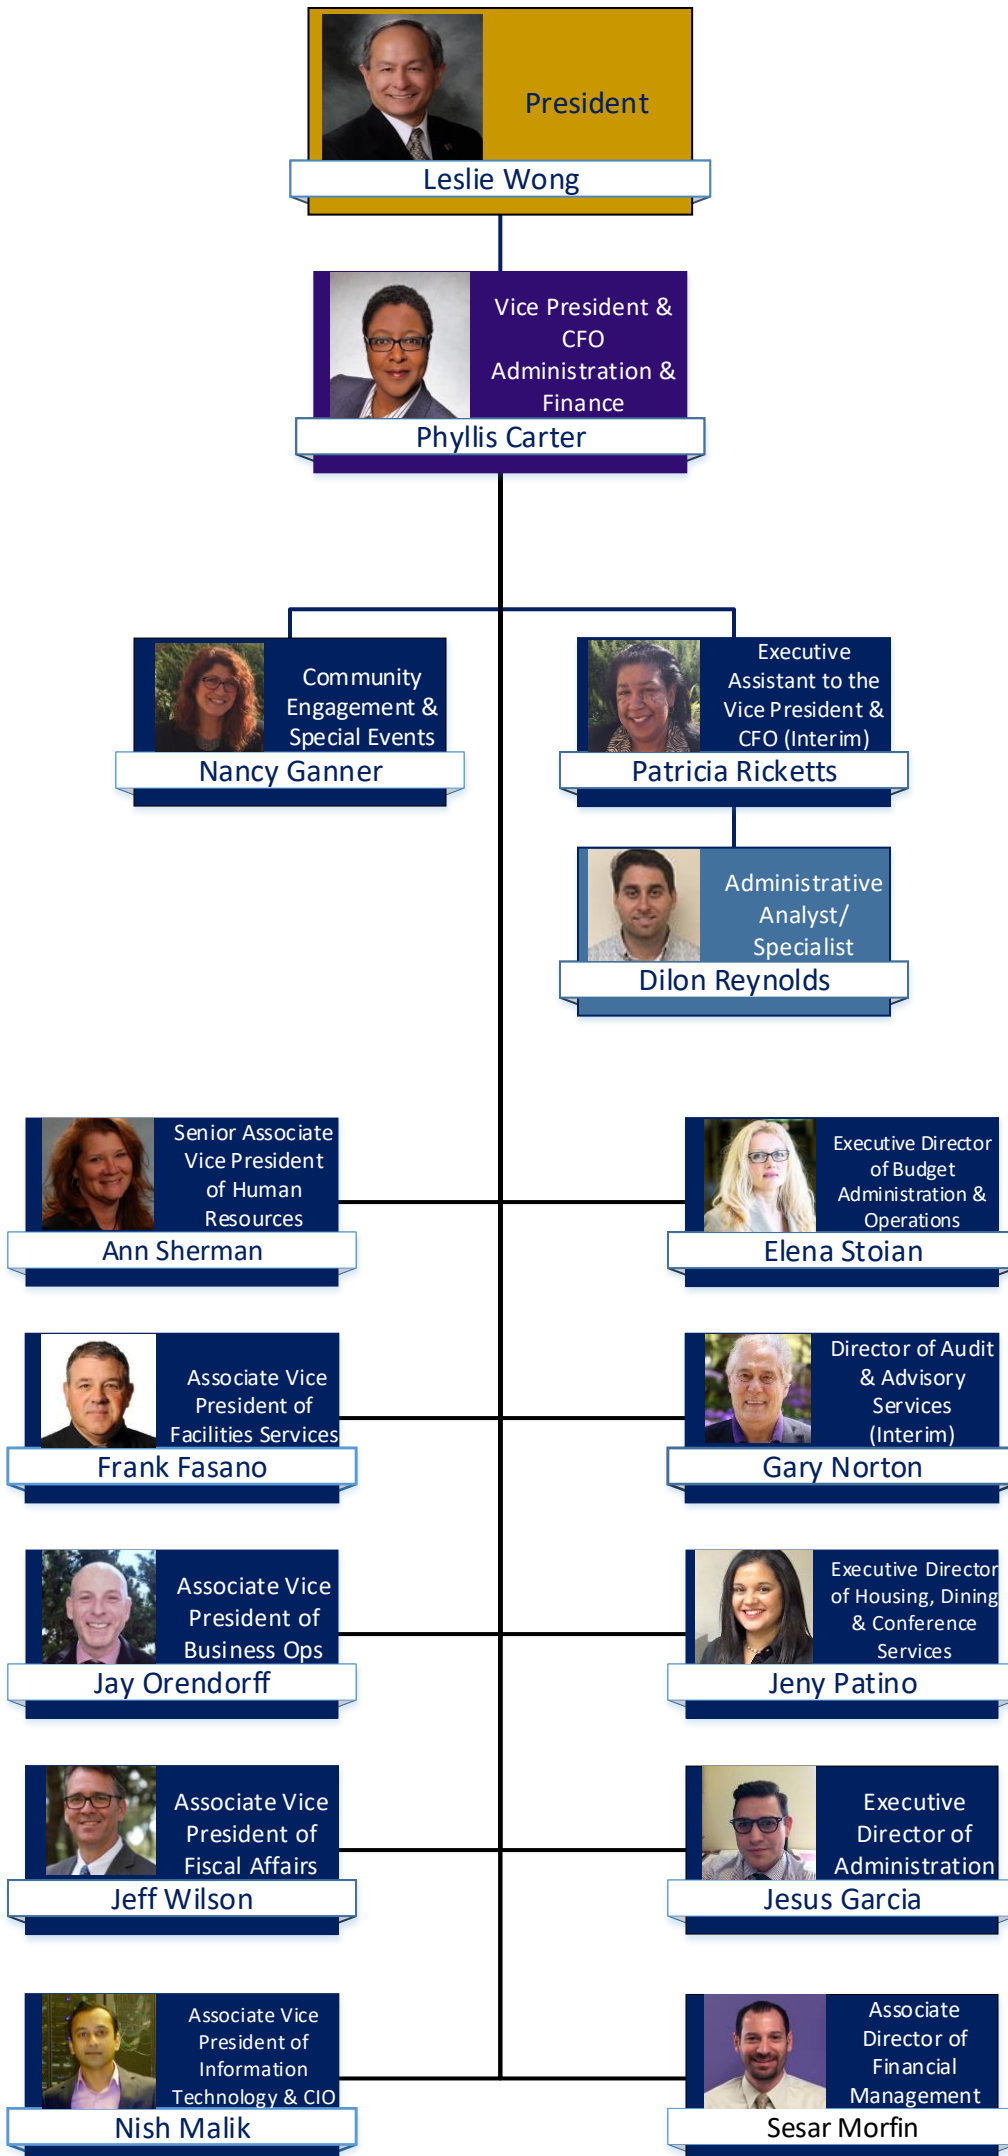 President
Leslie Wong
Vice President &
CFO
Administration &
Finance
Phyllis Carter
Community
Engagement &
Special Events
Nancy Ganner
Executive
Assistant to the
Vice President &
CFO (Interim)
Patricia Ricketts
Administrative
Analyst/
Specialist
Dilon Reynolds
Senior Associate
Vice President
of Human
Resources
Ann Sherman
Executive Director
of Budget
Administration &
Operations
Elena Stoian
Associate Vice
President of
Facilities Services
Frank Fasano
Director of Audit
& Advisory
Services
(Interim)
Gary Norton
Associate Vice
President of
Business Ops
Jay Orendorff
Executive Director
of Housing, Dining
& Conference
Services
Jeny Patino
Associate Vice
President of
Fiscal Affairs
Jeff Wilson
Executive
Director of
Administration
Jesus Garcia
Associate Vice
President of
Information
Technology & CIO
Nish Malik
Associate
Director of
Financial
Management
Sesar Morfin